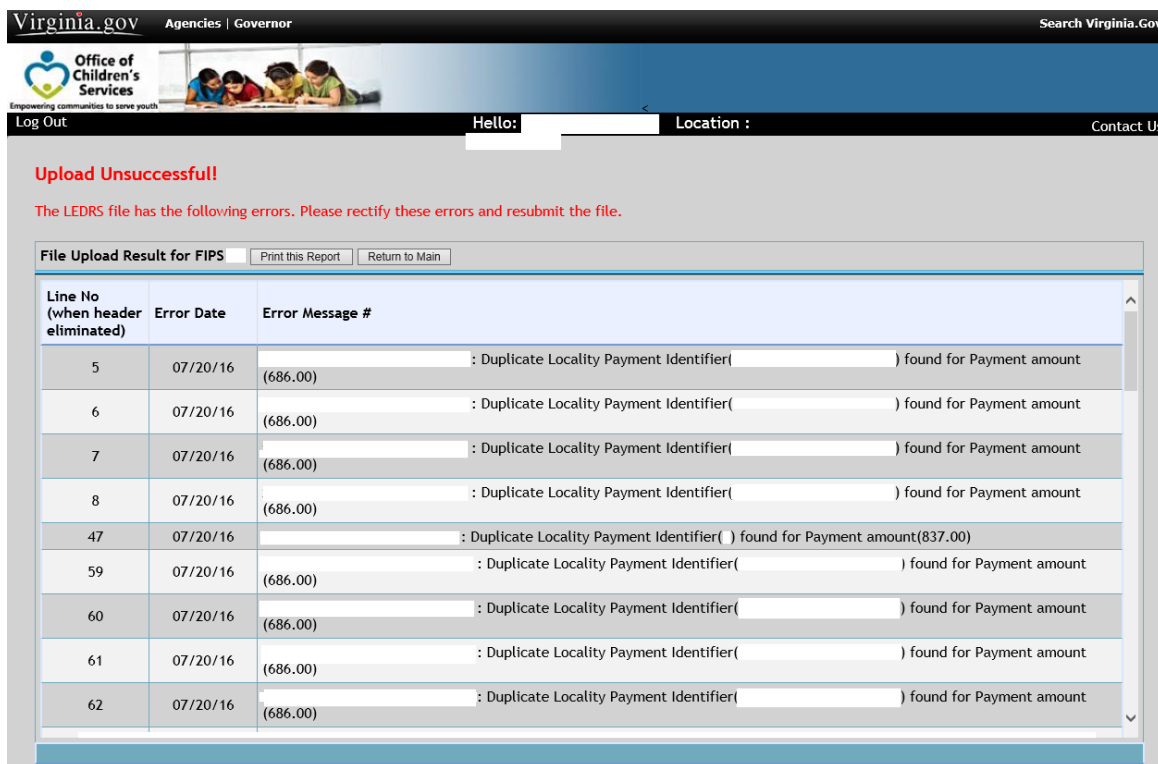 Virginia.gov Agencies | Governor Search Virginia.Gov
Office of
Children's
Services
Empowering communities to serve youth
<
Log Out Hello: Location : Contact Us
Upload Unsuccessful!
The LEDRS file has the following errors. Please rectify these errors and resubmit the file.
File Upload Result for FIPS Print this Report Return to Main
Line No
(when header
eliminated) Error Date Error Message #
5 07/20/16 : Duplicate Locality Payment Identifier( ) found for Payment amount
(686.00)
6 07/20/16 : Duplicate Locality Payment Identifier( ) found for Payment amount
(686.00)
7 07/20/16 : Duplicate Locality Payment Identifier( ) found for Payment amount
(686.00)
8 07/20/16 : Duplicate Locality Payment Identifier( ) found for Payment amount
(686.00)
47 07/20/16 : Duplicate Locality Payment Identifier( ) found for Payment amount(837.00)
59 07/20/16 : Duplicate Locality Payment Identifier( ) found for Payment amount
(686.00)
60 07/20/16 : Duplicate Locality Payment Identifier( ) found for Payment amount
(686.00)
61 07/20/16 : Duplicate Locality Payment Identifier( ) found for Payment amount
(686.00)
62 07/20/16 : Duplicate Locality Payment Identifier( ) found for Payment amount
(686.00)